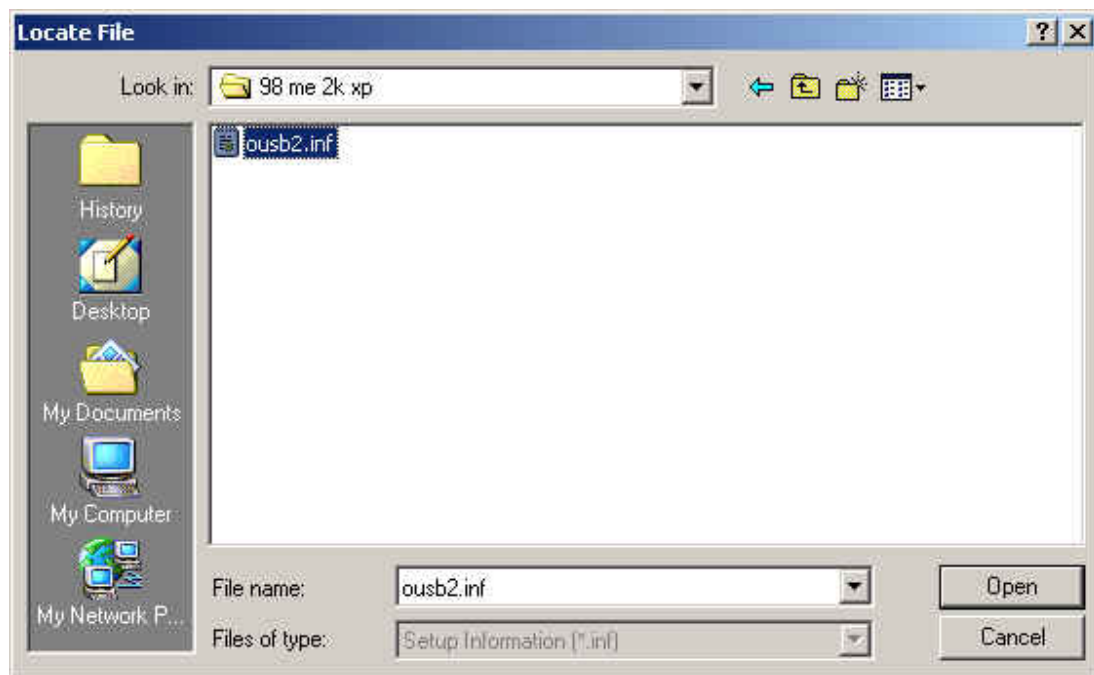 Locate File
Look in:
98 me 2k xp
ousb2.inf
History
Desktop
My Documents
My Computer
My Network P...
File name:
ousb2.inf
Open
Files of type:
Setup Information (*.inf)
Cancel